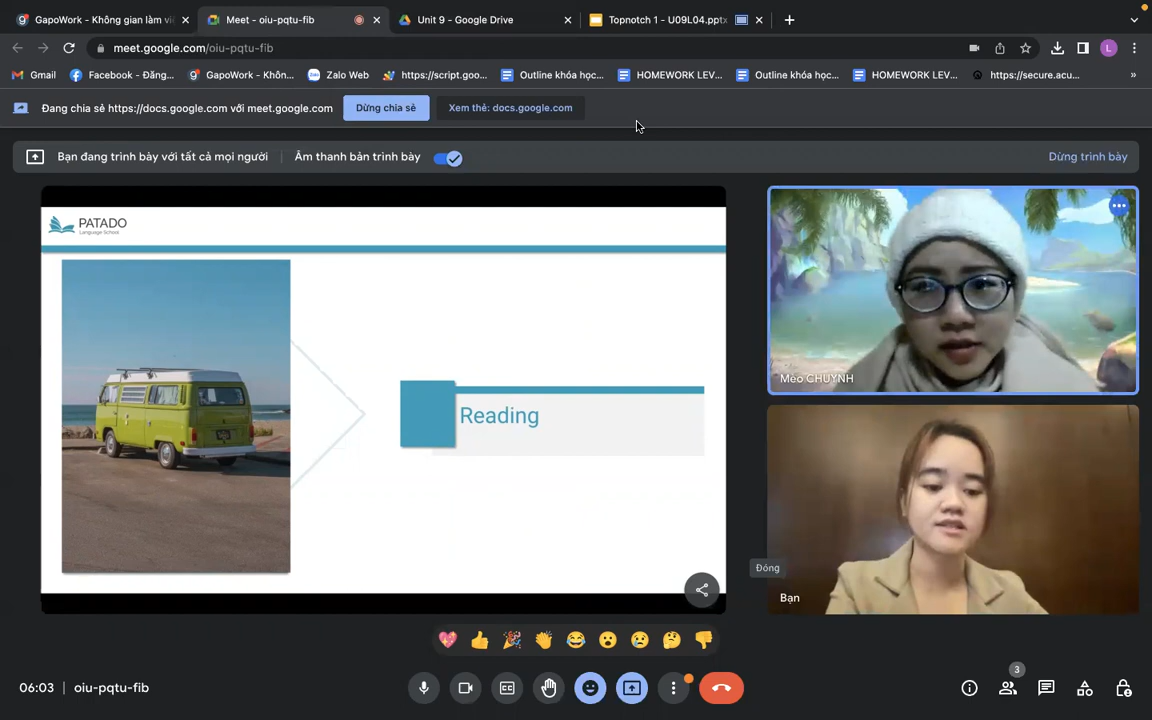 GapoWork - Không gian làm vi
Meet - oiu-pqtu-fib
Unit 9 - Google Drive
Topnotch 1 - U09L04.pptx
meet.google.com/oiu-pqtu-fib
L
Gmail
Facebook - Đăng...
GapoWork - Khôn...
Zalo Web
https://script.goo...
Outline khóa học...
HOMEWORK LEV...
Outline khóa học...
HOMEWORK LEV...
https://secure.acu...
»
Đang chia sẻ https://docs.google.com với meet.google.com
Dừng chia sẻ
Xem thẻ: docs.google.com
Bạn đang trình bày với tất cả mọi người
Âm thanh bản trình bày
Dừng trình bày
PATADO
Language School
Reading
Mèo CHUỲNH
Đóng
Bạn
06:03 | oiu-pqtu-fib
3